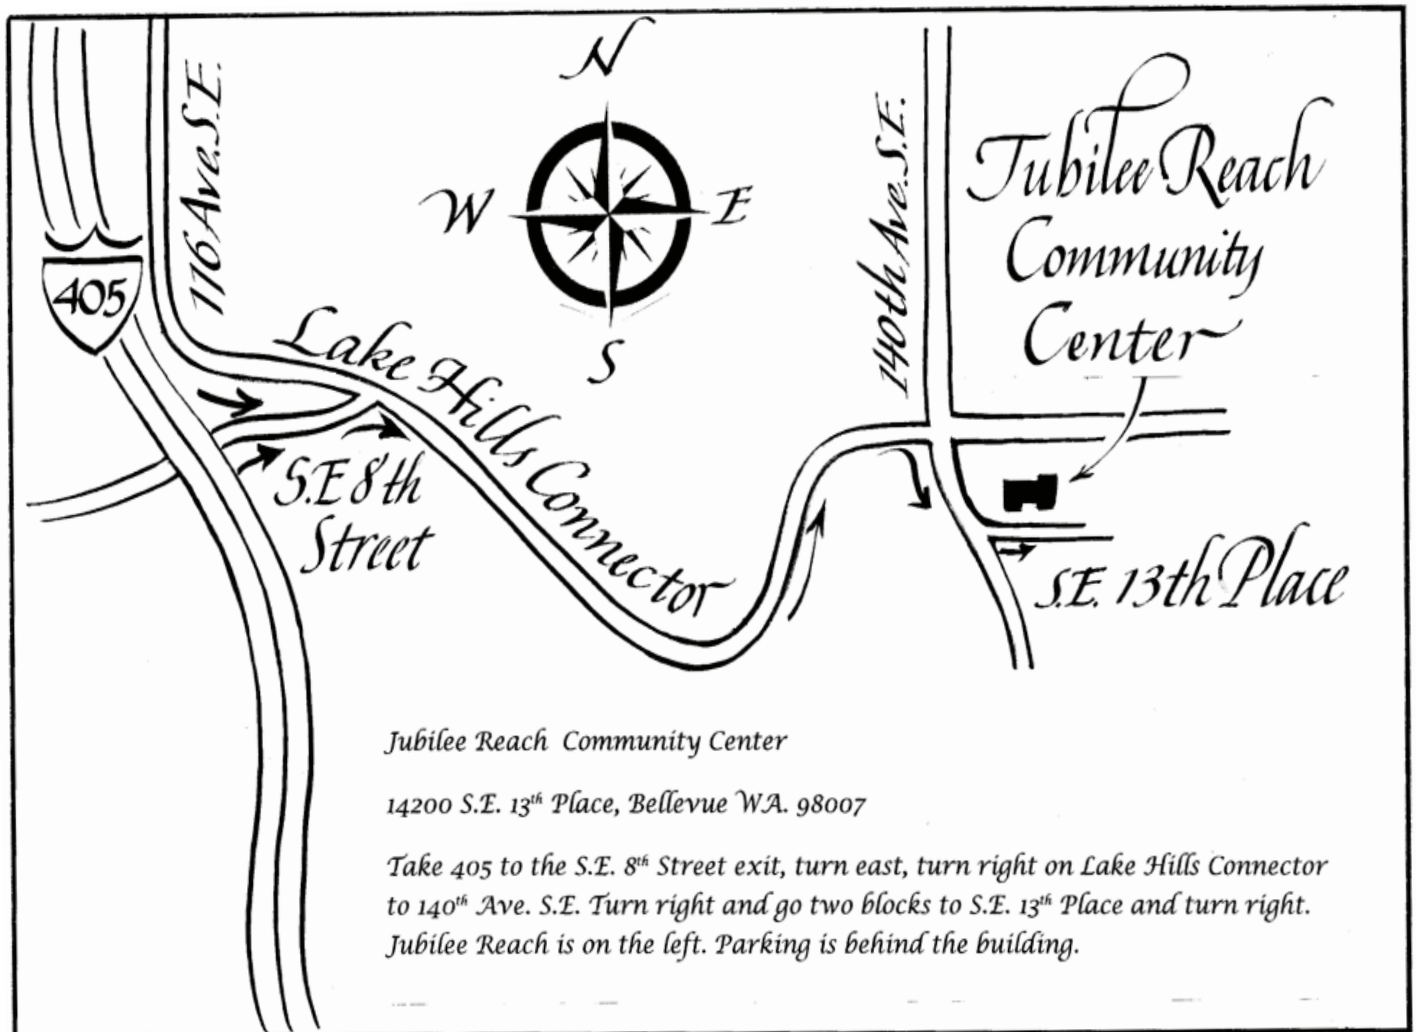 N
W
E
S
116 Ave. S.E.
405
Lake Hills Connector
S.E 8'th
Street
140th Ave. S.E.
Jubilee Reach
Community
Center
S.E. 13th Place
Jubilee Reach Community Center
14200 S.E. 13th Place, Bellevue WA. 98007
Take 405 to the S.E. 8th Street exit, turn east, turn right on Lake Hills Connector
to 140th Ave. S.E. Turn right and go two blocks to S.E. 13th Place and turn right.
Jubilee Reach is on the left. Parking is behind the building.